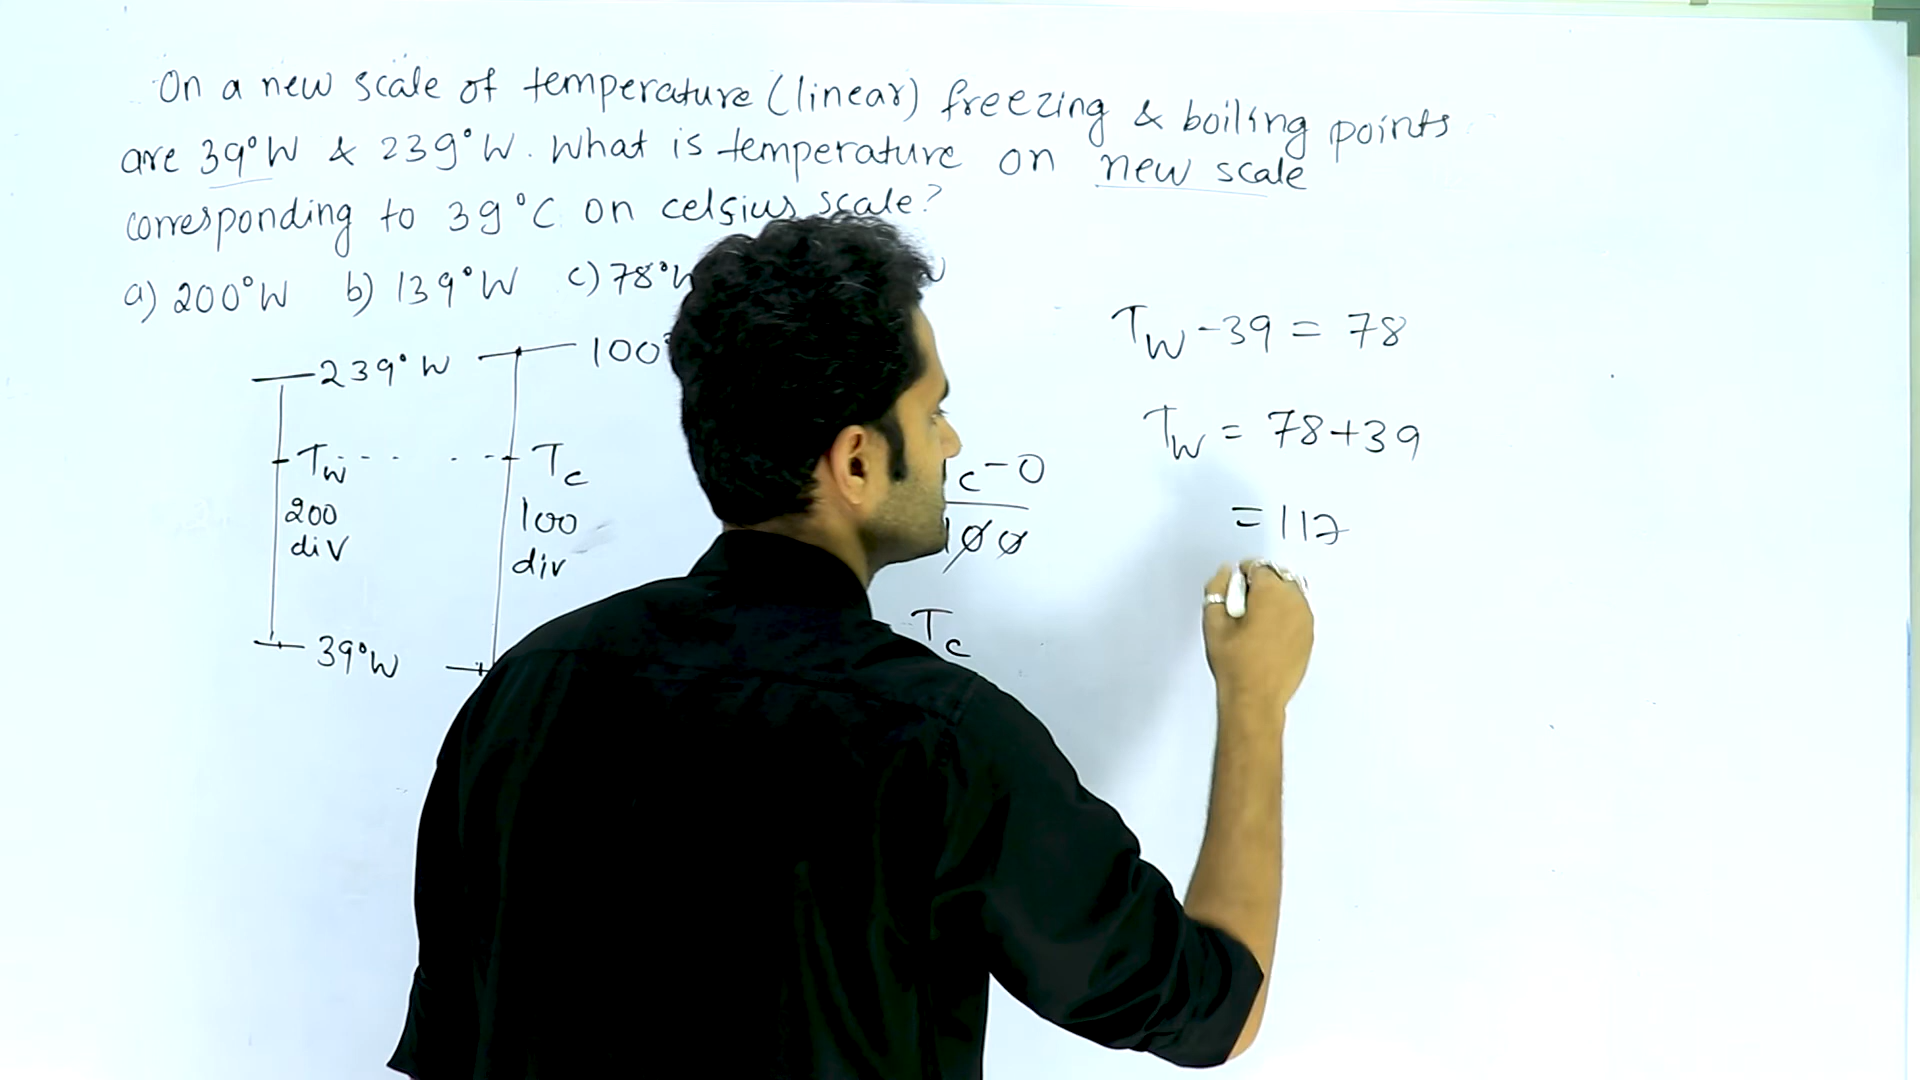 On a new scale of temperature (linear) freezing & boiling points
are 39°W & 239°W. What is temperature on new scale
corresponding to 39°C on celsius scale?
a) 200°W b) 139°W c) 78°W
239°W 100°
Tw Tc
200 100
div div
39°W
c-0
100
Tc
Tw-39 = 78
Tw = 78+39
= 117